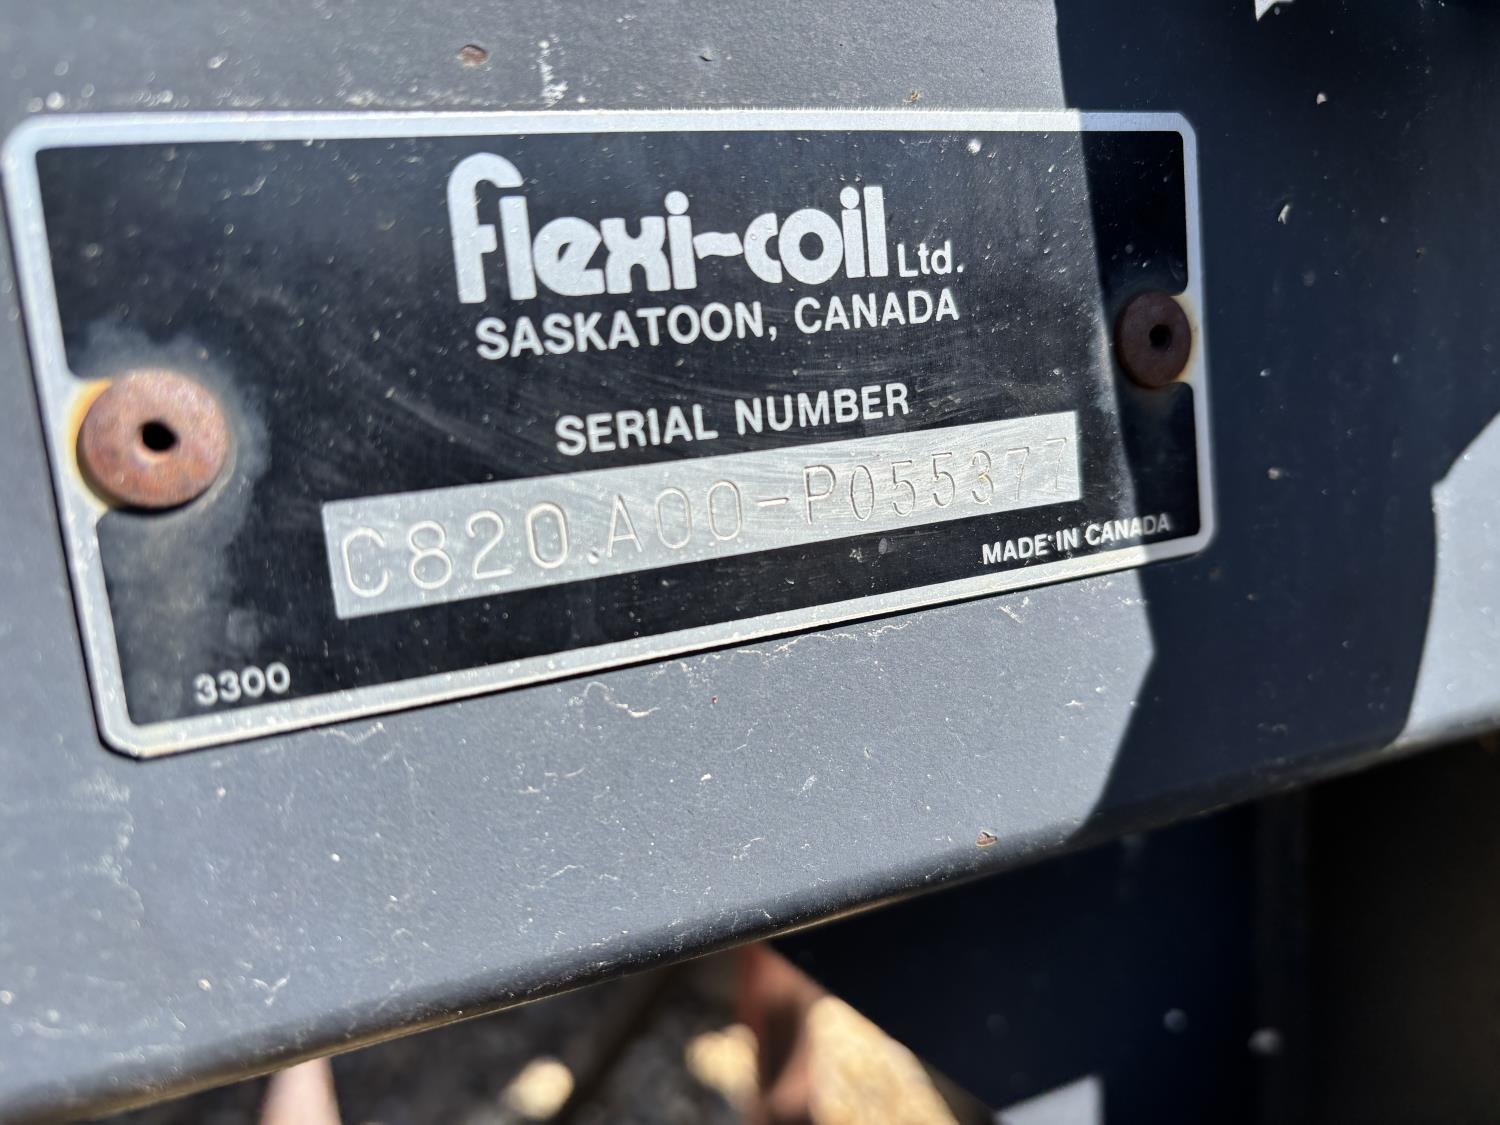 flexi-coil Ltd.
SASKATOON, CANADA
SERIAL NUMBER
C820.A00-P055377
MADE IN CANADA
3300